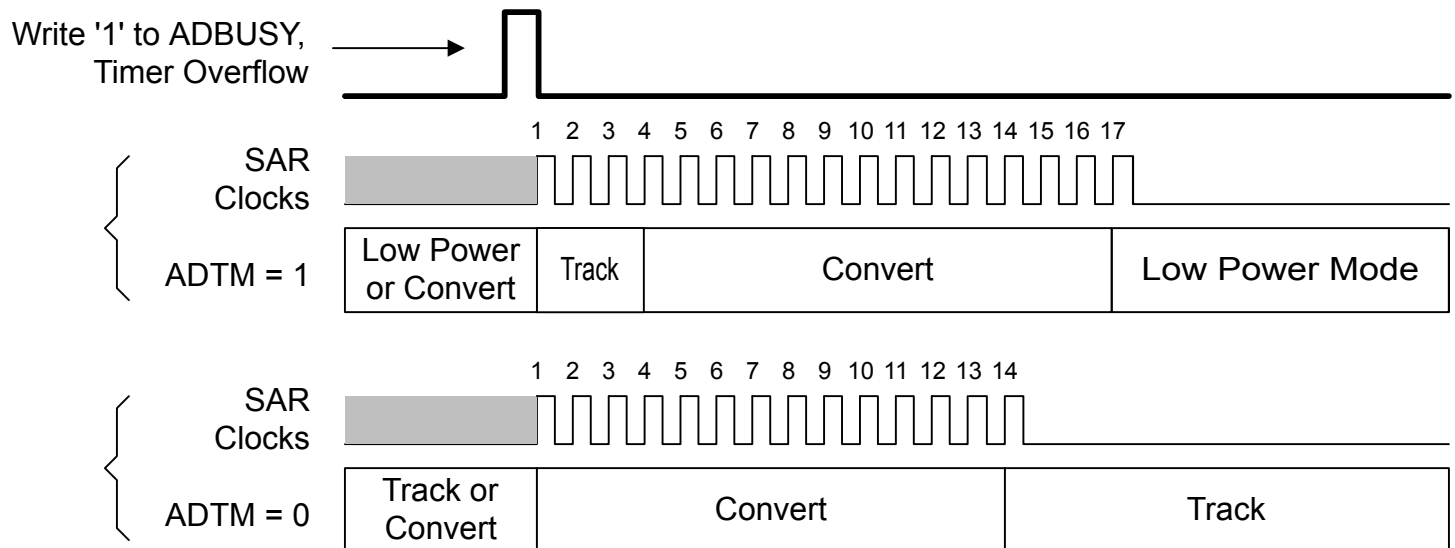 Write '1' to ADBUSY,
Timer Overflow
1 2 3 4 5 6 7 8 9 10 11 12 13 14 15 16 17
SAR
Clocks
ADTM = 1
Low Power
or Convert
Track
Convert
Low Power Mode
1 2 3 4 5 6 7 8 9 10 11 12 13 14
SAR
Clocks
ADTM = 0
Track or
Convert
Convert
Track